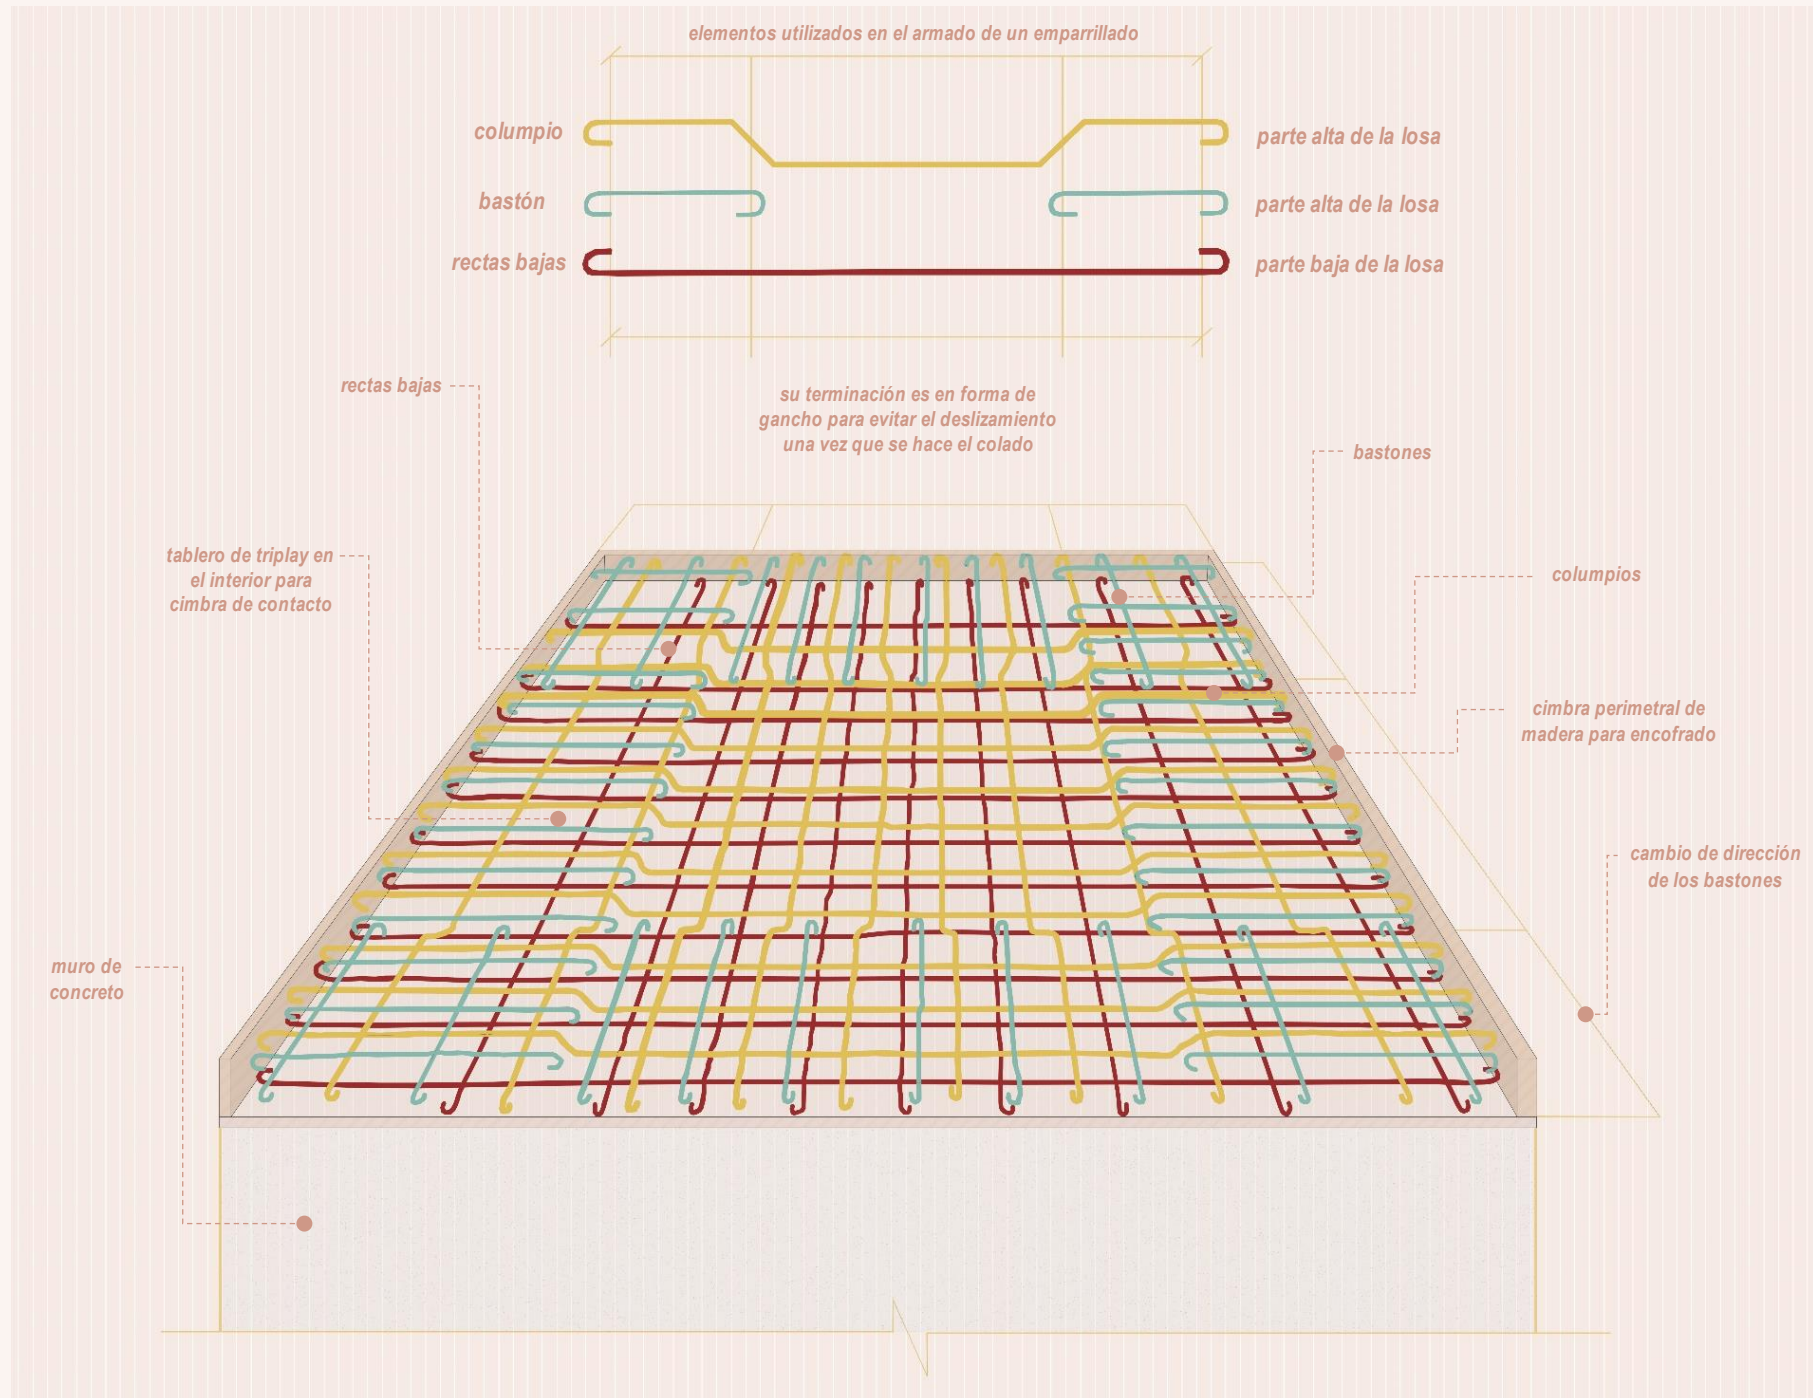 elementos utilizados en el armado de un emparrillado
columpio
parte alta de la losa
bastón
parte alta de la losa
rectas bajas
parte baja de la losa
rectas bajas
su terminación es en forma de
gancho para evitar el deslizamiento
una vez que se hace el colado
bastones
tablero de triplay en
el interior para
cimbra de contacto
columpios
cimbra perimetral de
madera para encofrado
cambio de dirección
de los bastones
muro de
concreto